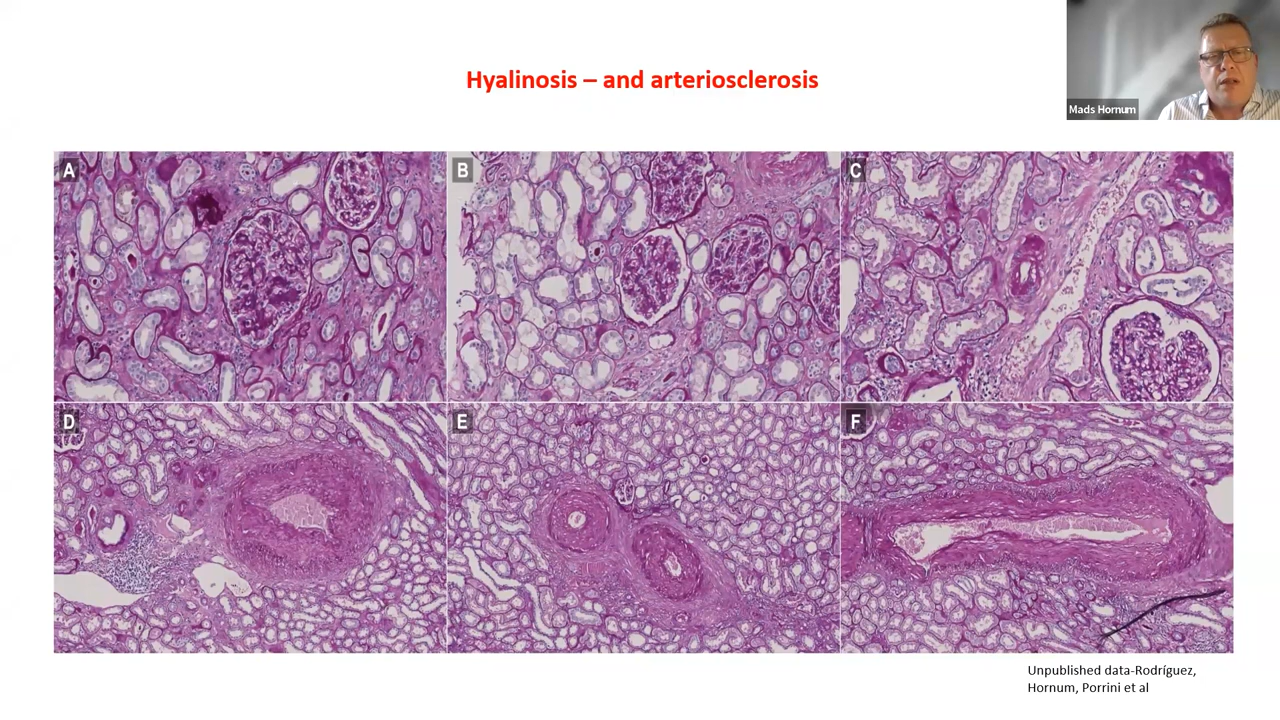 Hyalinosis – and arteriosclerosis
Mads Hornum
A
B
C
D
E
F
Unpublished data-Rodríguez,
Hornum, Porrini et al